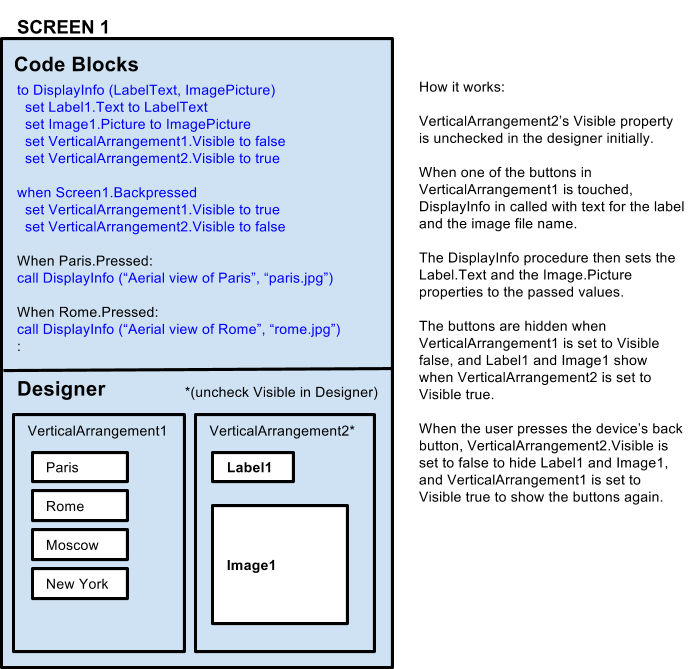 SCREEN 1
Code Blocks
to DisplayInfo (LabelText, ImagePicture)
set Label1.Text to LabelText
set Image1.Picture to ImagePicture
set VerticalArrangement1.Visible to false
set VerticalArrangement2.Visible to true
when Screen1.Backpressed
set VerticalArrangement1.Visible to true
set VerticalArrangement2.Visible to false
When Paris.Pressed:
call DisplayInfo (“Aerial view of Paris”, “paris.jpg”)
When Rome.Pressed:
call DisplayInfo (“Aerial view of Rome”, “rome.jpg”)
:
Designer
*(uncheck Visible in Designer)
VerticalArrangement1
Paris
Rome
Moscow
New York
VerticalArrangement2*
Label1
Image1
How it works:
VerticalArrangement2’s Visible property
is unchecked in the designer initially.
When one of the buttons in
VerticalArrangement1 is touched,
DisplayInfo in called with text for the label
and the image file name.
The DisplayInfo procedure then sets the
Label.Text and the Image.Picture
properties to the passed values.
The buttons are hidden when
VerticalArrangement1 is set to Visible
false, and Label1 and Image1 show
when VerticalArrangement2 is set to
Visible true.
When the user presses the device’s back
button, VerticalArrangement2.Visible is
set to false to hide Label1 and Image1,
and VerticalArrangement1 is set to
Visible true to show the buttons again.